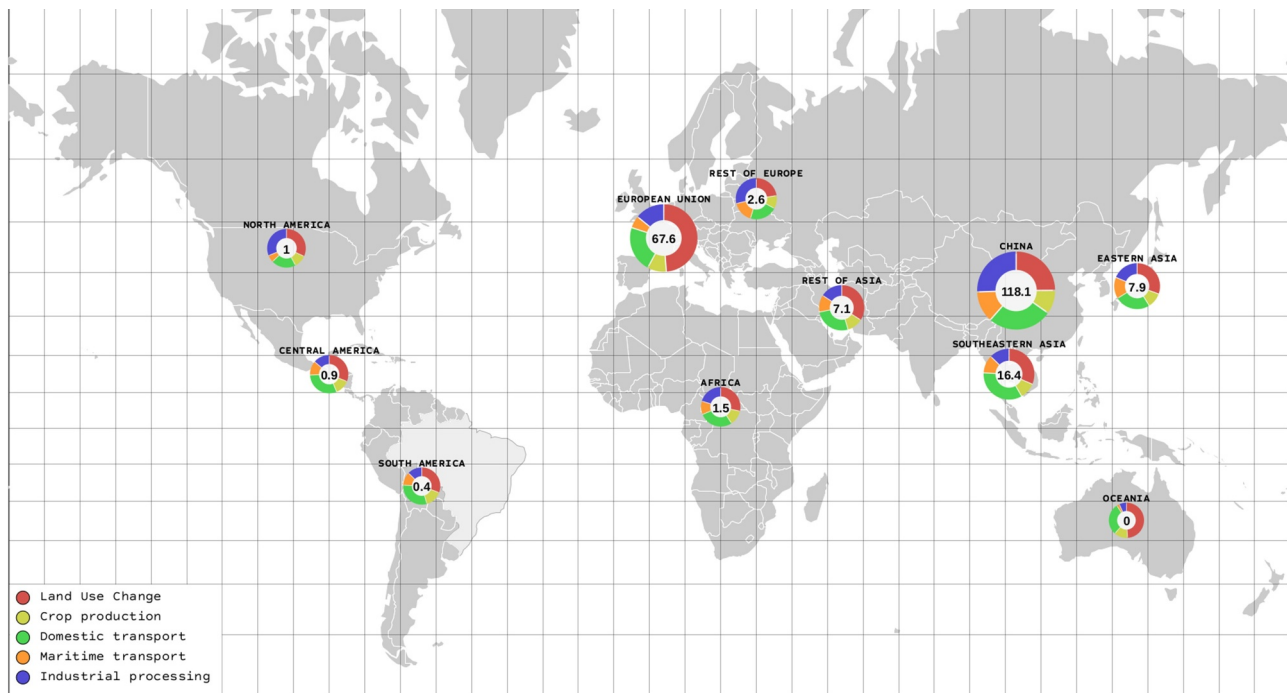 REST OF EUROPE
2.6
EUROPEAN UNION
67.6
NORTH AMERICA
1
CHINA
118.1
EASTERN ASIA
7.9
REST OF ASIA
7.1
CENTRAL AMERICA
0.9
SOUTHEASTERN ASIA
16.4
AFRICA
1.5
SOUTH AMERICA
0.4
OCEANIA
0
Land Use Change
Crop production
Domestic transport
Maritime transport
Industrial processing